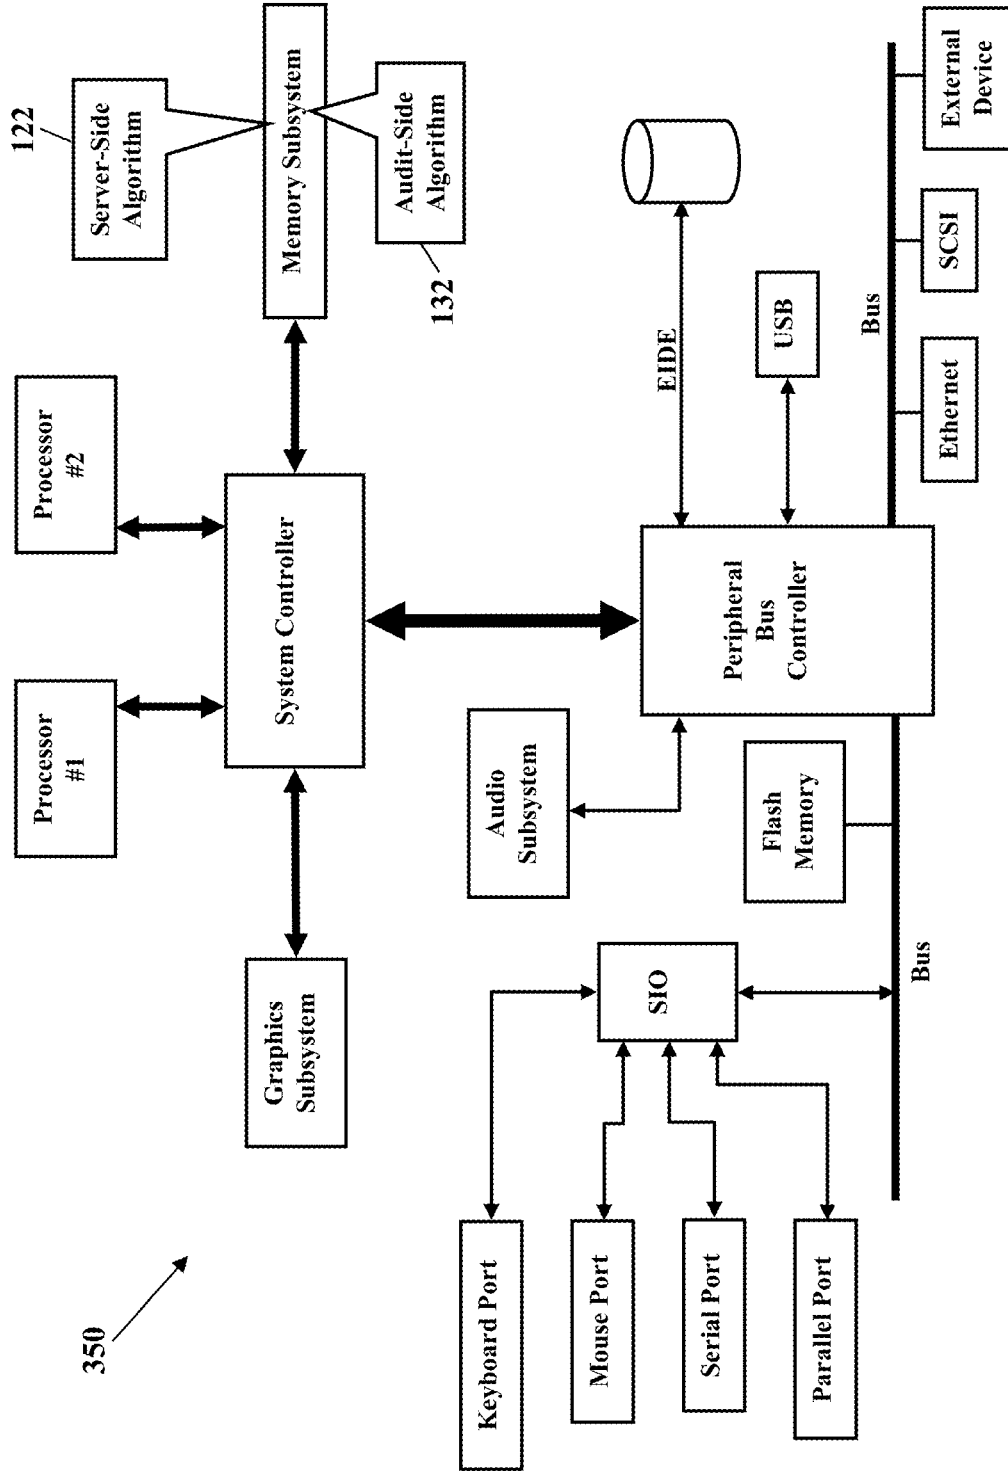 350
Processor
#1
Processor
#2
122
Server-Side
Algorithm
Graphics
Subsystem
System Controller
Memory Subsystem
Audit-Side
Algorithm
132
Keyboard Port
Mouse Port
Serial Port
Parallel Port
SIO
Audio
Subsystem
Flash
Memory
Peripheral
Bus
Controller
EIDE
USB
Bus
Bus
Ethernet
SCSI
External
Device